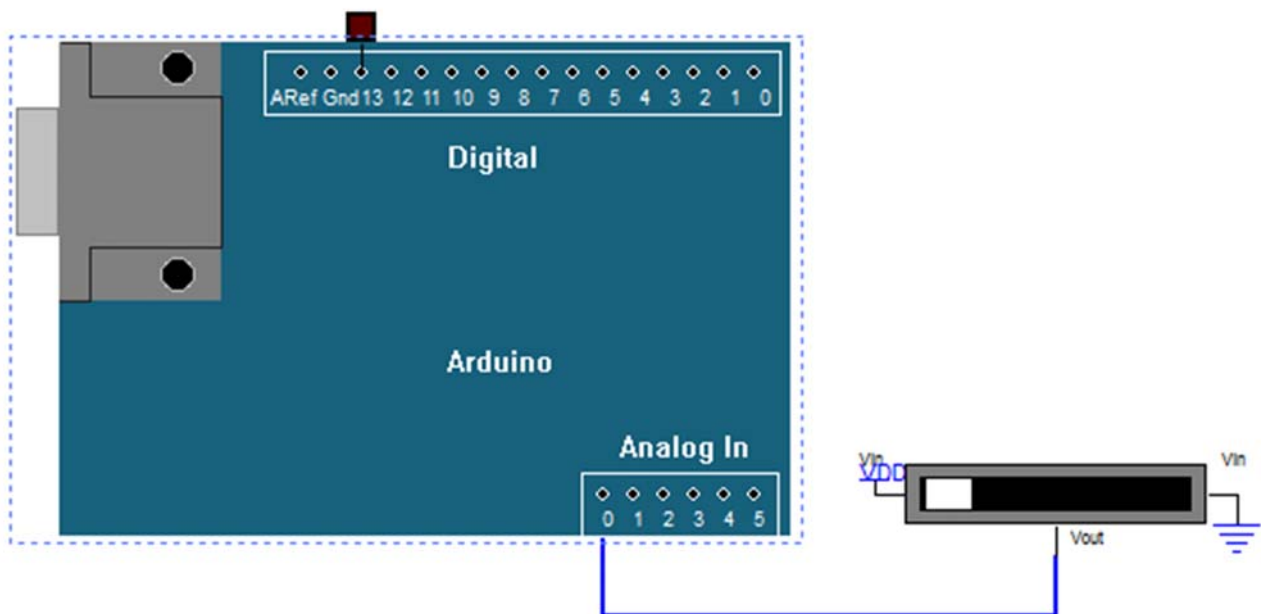 ARef Gnd 13 12 11 10 9 8 7 6 5 4 3 2 1 0
Digital
Arduino
Analog In
0 1 2 3 4 5
Vin
VDD
Vin
Vout